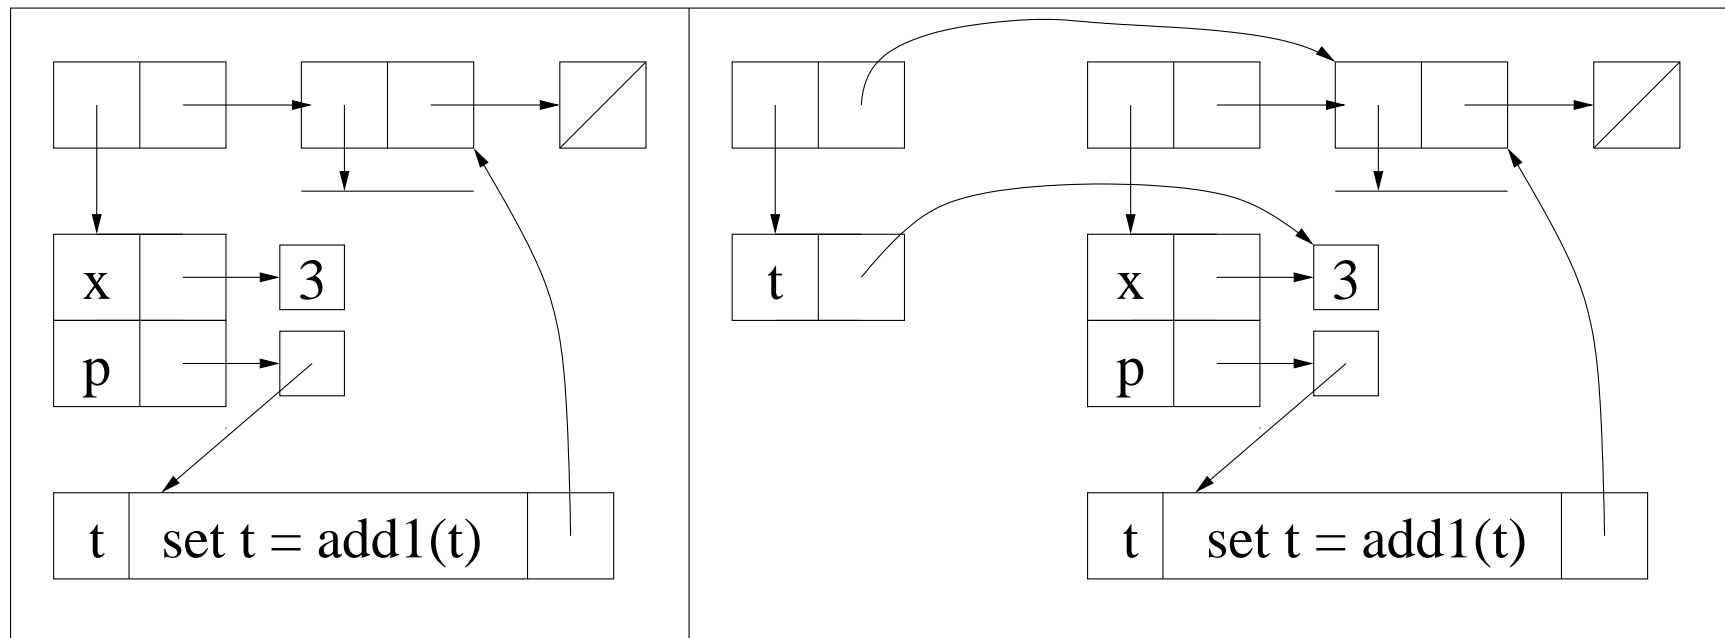 x
3
p
t
set t = add1(t)
t
x
3
p
t
set t = add1(t)